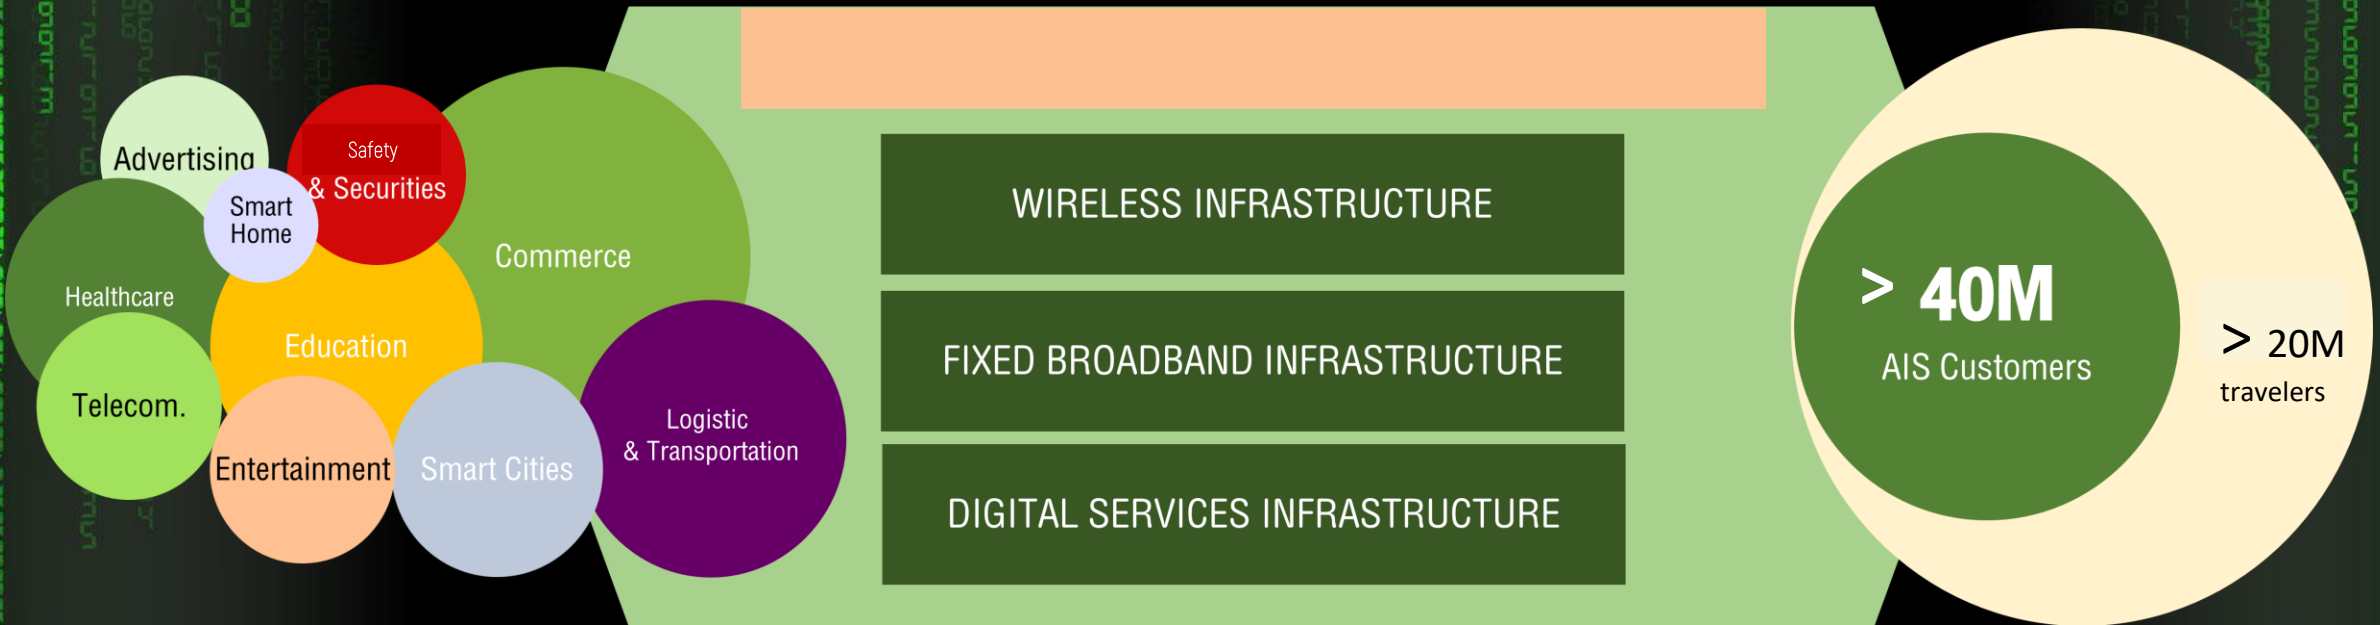 Advertising
Safety
& Securities
Smart
Home
Commerce
Healthcare
Education
Telecom.
Entertainment
Smart Cities
Logistic
& Transportation
WIRELESS INFRASTRUCTURE
FIXED BROADBAND INFRASTRUCTURE
DIGITAL SERVICES INFRASTRUCTURE
> 40M
AIS Customers
> 20M
travelers